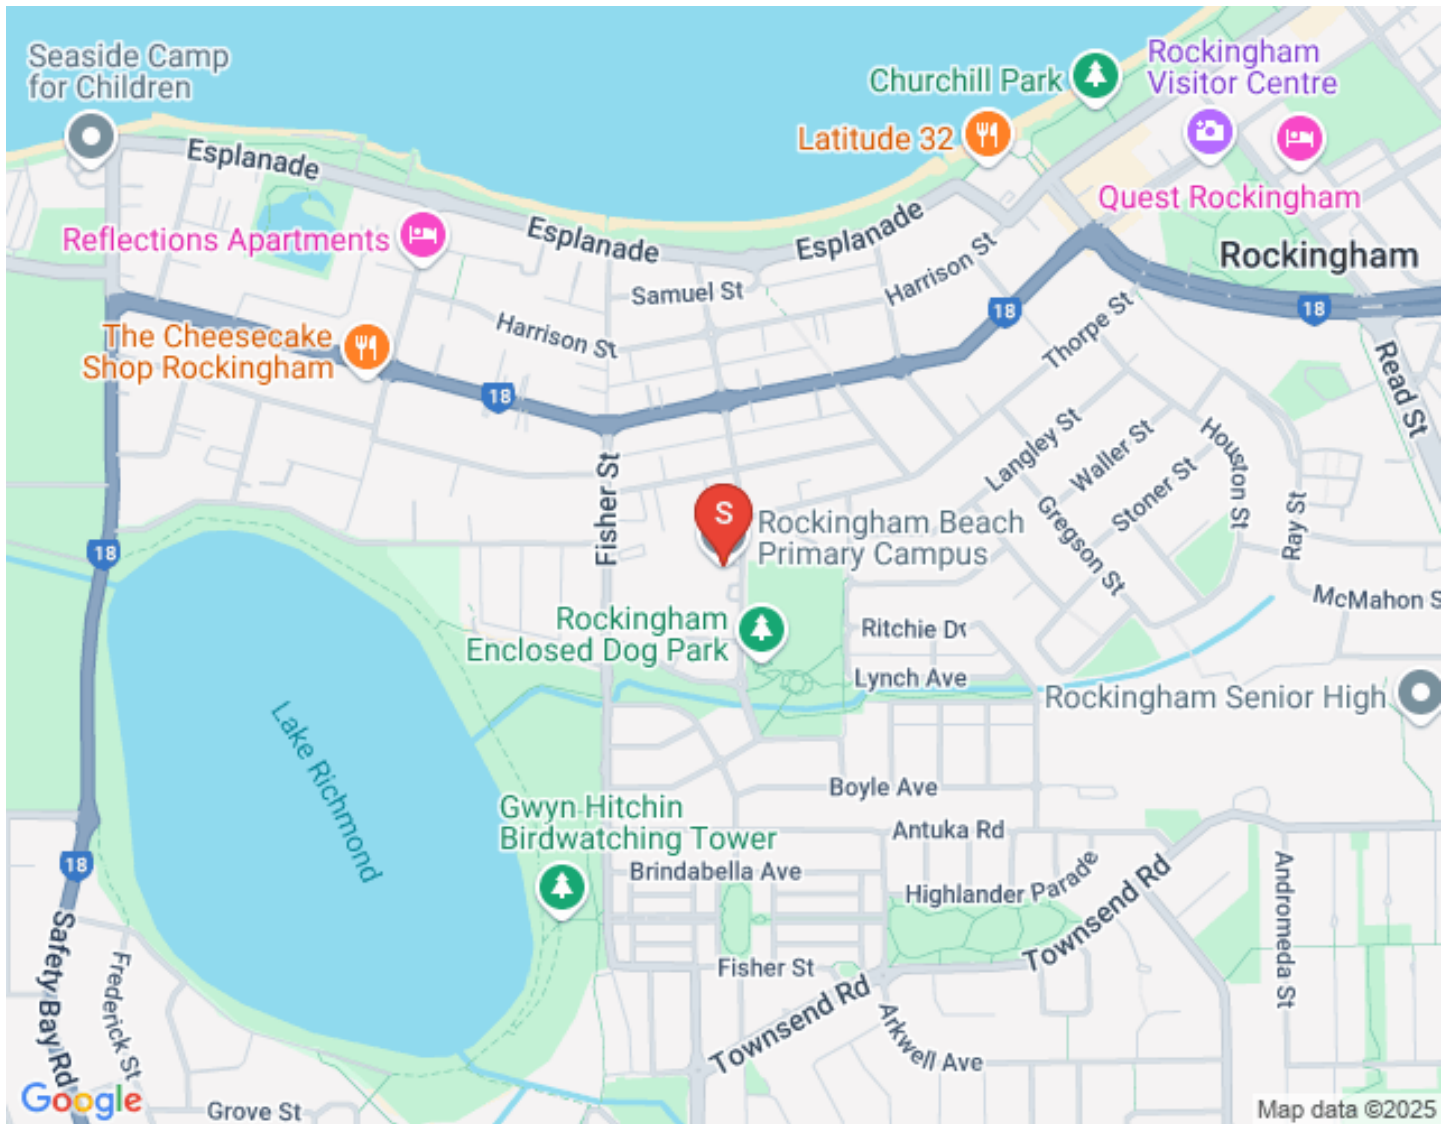 Seaside Camp
for Children
Churchill Park
Rockingham
Visitor Centre
Latitude 32
Esplanade
Quest Rockingham
Reflections Apartments
Esplanade
Esplanade
Harrison St
Rockingham
Samuel St
18
18
Harrison St
The Cheesecake
Shop Rockingham
Thorpe St
Read St
18
Langley St
Waller St
Houston St
Stoner St
Fisher St
S
Rockingham Beach
Primary Campus
Gregson St
Ray St
18
McMahon S
Rockingham
Enclosed Dog Park
Ritchie Dr
Lynch Ave
Rockingham Senior High
Lake Richmond
Boyle Ave
Gwyn Hitchin
Birdwatching Tower
Antuka Rd
18
Brindabella Ave
Highlander Parade
Townsend Rd
Andromeda St
Safety Bay Rd
Frederick St
Fisher St
Townsend Rd
Arkwell Ave
Google
Grove St
Map data ©2025